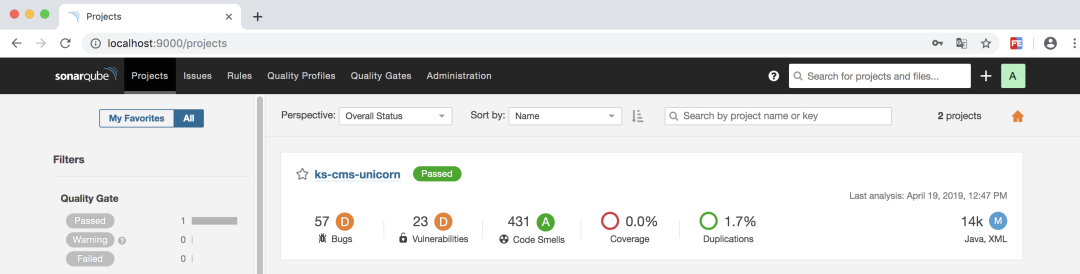 Projects
localhost:9000/projects
sonarqube Projects Issues Rules Quality Profiles Quality Gates Administration ? Search for projects and files... A
My Favorites All Perspective: Overall Status Sort by: Name Search by project name or key 2 projects
Filters
ks-cms-unicorn Passed
Last analysis: April 19, 2019, 12:47 PM
Quality Gate
Passed 1
Warning ? 0
Failed 0
57 D 23 D 431 A 0.0% 1.7% 14k M
Bugs Vulnerabilities Code Smells Coverage Duplications Java, XML